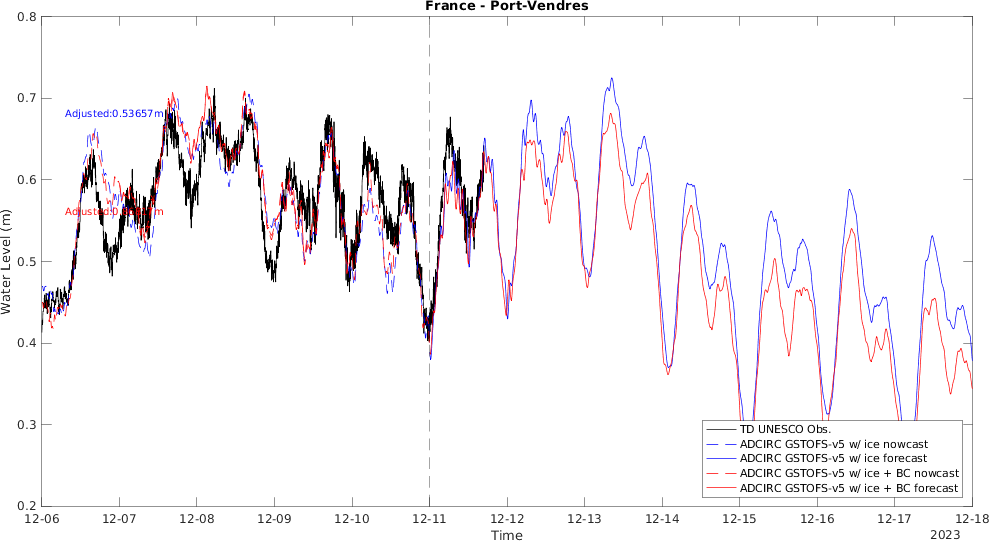 France - Port-Vendres
0.8
0.7
0.6
0.5
0.4
0.3
0.2
Water Level (m)
Adjusted:0.53657m
TD UNESCO Obs.
ADCIRC GSTOFS-v5 w/ ice nowcast
ADCIRC GSTOFS-v5 w/ ice forecast
ADCIRC GSTOFS-v5 w/ ice + BC nowcast
ADCIRC GSTOFS-v5 w/ ice + BC forecast
12-06 12-07 12-08 12-09 12-10 12-11 12-12 12-13 12-14 12-15 12-16 12-17 12-18
Time
2023